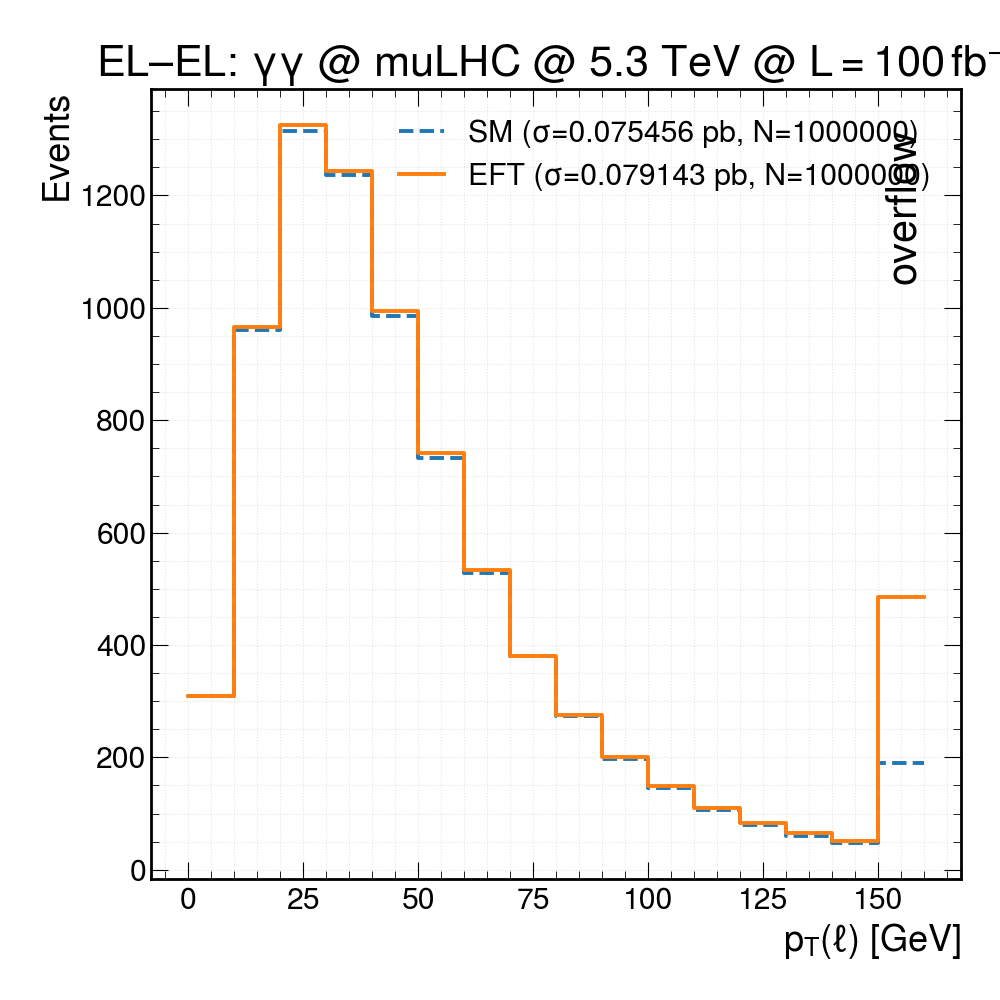 EL–EL: γγ @ muLHC @ 5.3 TeV @ L = 100 fb⁻
Events
SM (σ=0.075456 pb, N=1000000)
EFT (σ=0.079143 pb, N=1000000)
overflow
1200
1000
800
600
400
200
0
0 25 50 75 100 125 150
p_T(ℓ) [GeV]